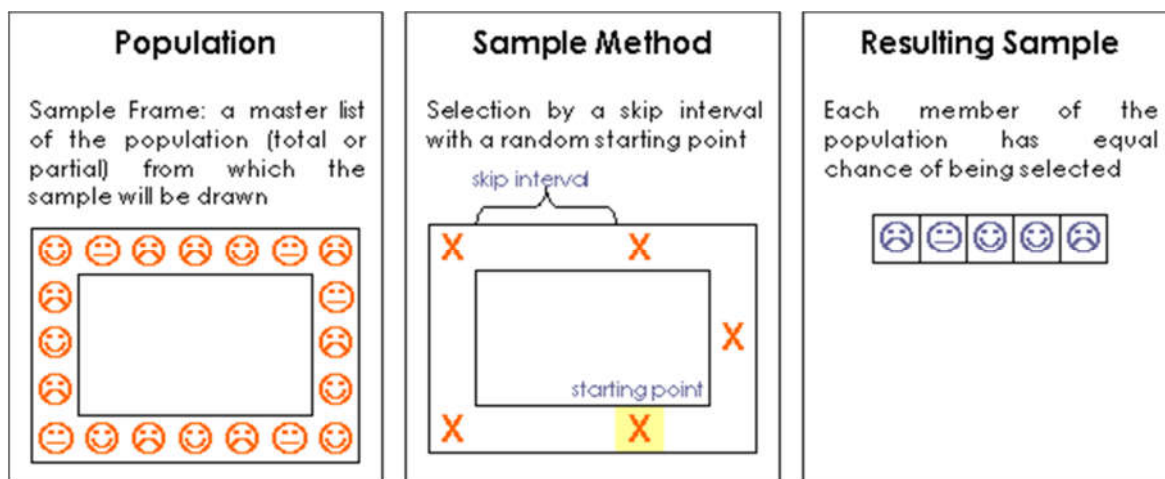 Population
Sample Frame: a master list
of the population (total or
partial) from which the
sample will be drawn
Sample Method
Selection by a skip interval
with a random starting point
skip interval
X X
X
starting point
X X
Resulting Sample
Each member of the
population has equal
chance of being selected